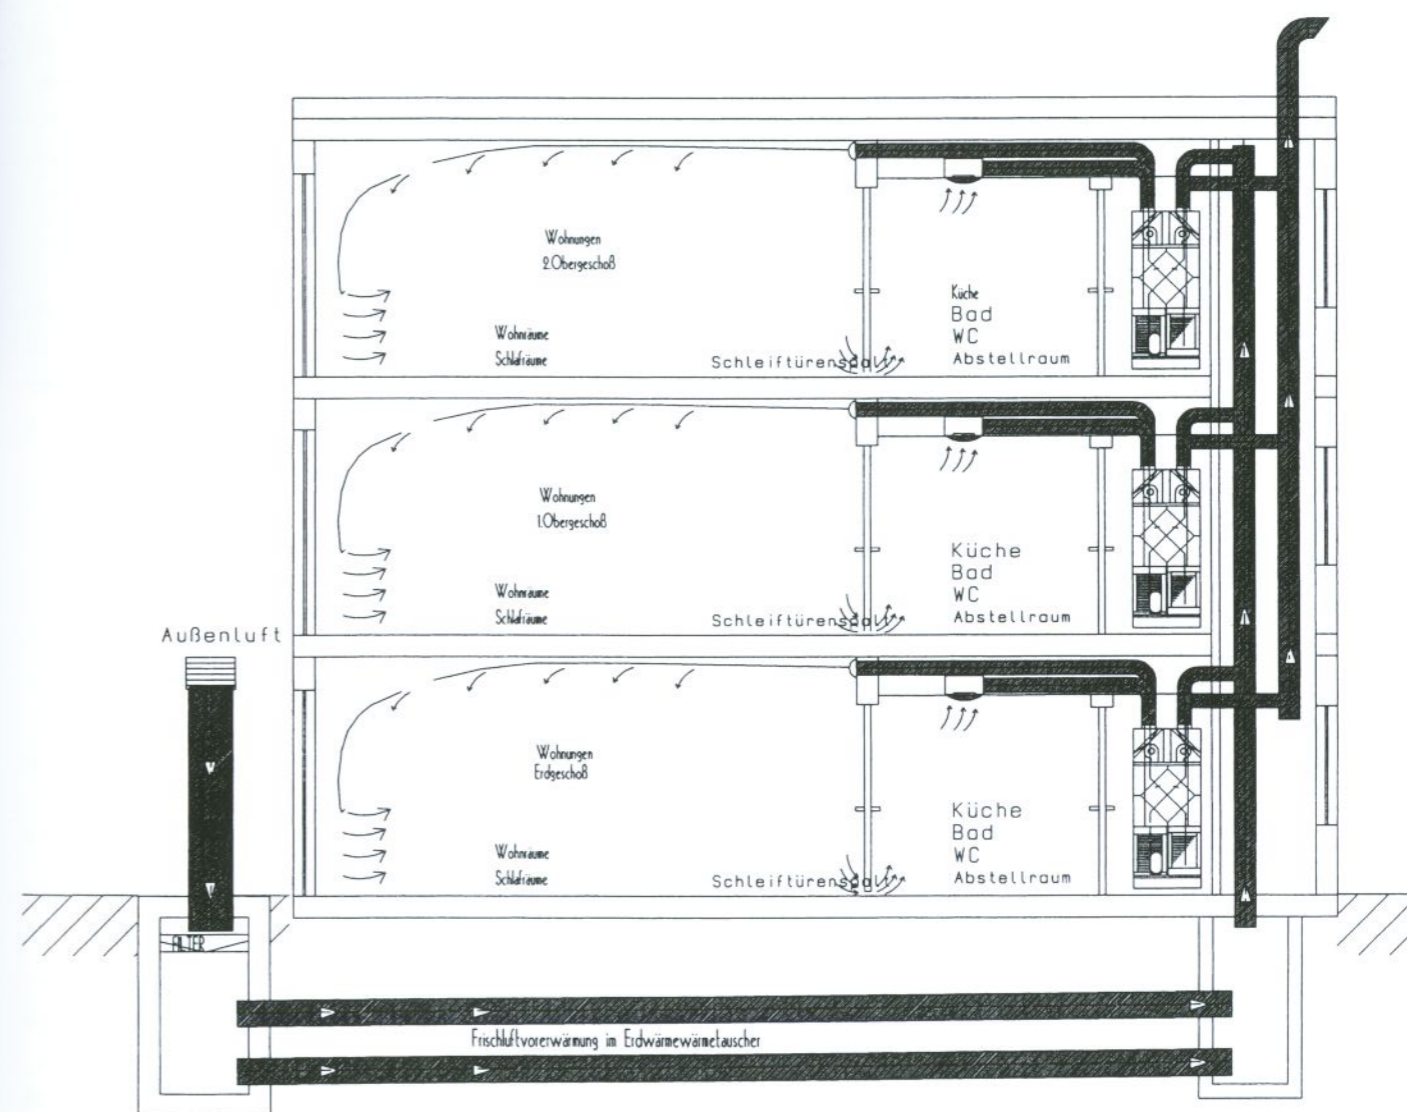 Wohnungen
2.Obergeschoß
Wohnräume
Schlafräume
Schleiftürenspalt
Küche
Bad
WC
Abstellraum
Wohnungen
1.Obergeschoß
Wohnräume
Schlafräume
Schleiftürenspalt
Küche
Bad
WC
Abstellraum
Außenluft
Wohnungen
Erdgeschoß
Wohnräume
Schlafräume
Schleiftürenspalt
Küche
Bad
WC
Abstellraum
FILTER
Frischluftvorerwärmung im Erdwärmewärmetauscher